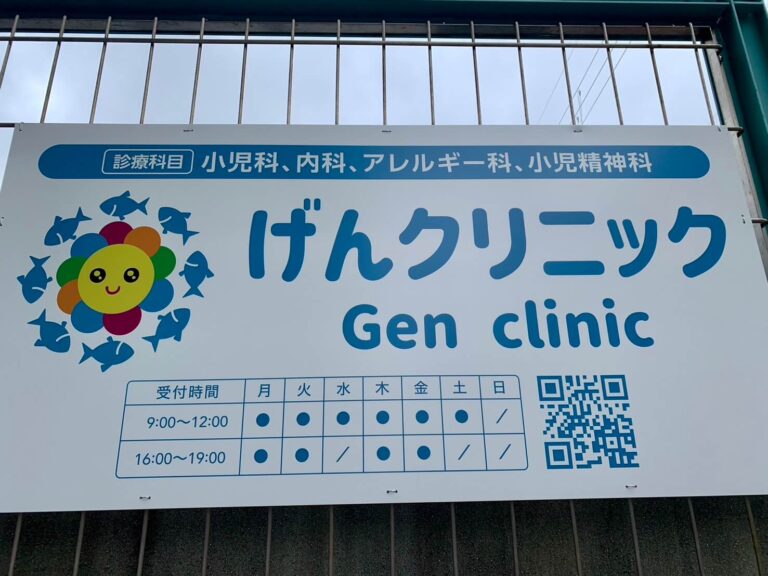 診療科目 小児科、内科、アレルギー科、小児精神科
げんクリニック
Gen clinic
受付時間 月 火 水 木 金 土 日
9:00〜12:00 ● ● ● ● ● ● /
16:00〜19:00 ● ● / ● ● / /